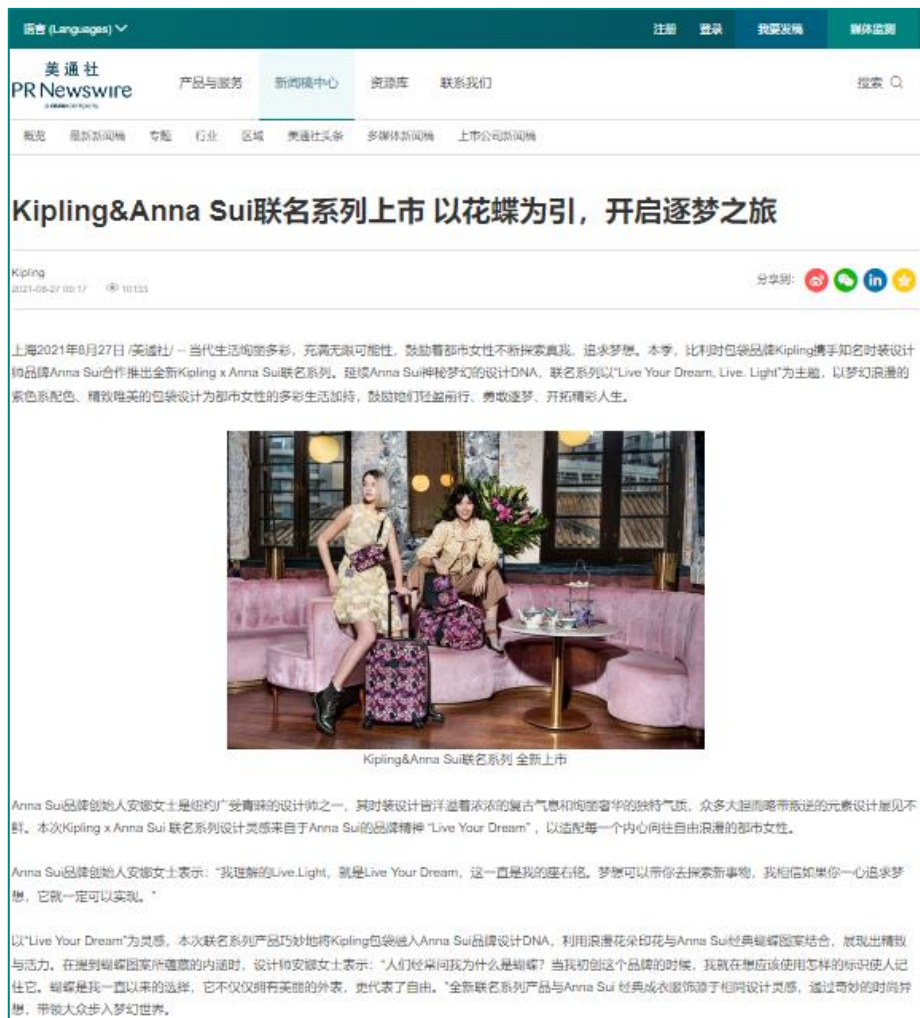 语言 (Languages)
注册 登录 我要发稿 媒体监测
美通社
PR Newswire
a cision company
产品与服务 新闻稿中心 资源库 联系我们
搜索
概览 最新新闻稿 专题 行业 区域 美通社头条 多媒体新闻稿 上市公司新闻稿
Kipling&Anna Sui联名系列上市 以花蝶为引，开启逐梦之旅
Kipling
2021-08-27 09:17 10133
分享到:
上海2021年8月27日 /美通社/ -- 当代生活绚丽多彩，充满无限可能性，鼓励着都市女性不断探索真我，追求梦想。本季，比利时包袋品牌Kipling携手知名时装设计
师品牌Anna Sui合作推出全新Kipling x Anna Sui联名系列。延续Anna Sui神秘梦幻的设计DNA，联名系列以“Live Your Dream, Live. Light”为主题，以梦幻浪漫的
紫色系配色、精致唯美的包袋设计为都市女性的多彩生活加持，鼓励她们轻盈前行、勇敢逐梦、开拓精彩人生。
Kipling&Anna Sui联名系列 全新上市
Anna Sui品牌创始人安娜女士是纽约广受青睐的设计师之一，其时装设计皆洋溢着浓浓的复古气息和绚丽奢华的独特气质，众多大胆而略带叛逆的元素设计屡见不
鲜。本次Kipling x Anna Sui 联名系列设计灵感来自于Anna Sui的品牌精神 “Live Your Dream” ，以适配每一个内心向往自由浪漫的都市女性。
Anna Sui品牌创始人安娜女士表示：“我理解的Live.Light，就是Live Your Dream，这一直是我的座右铭。梦想可以带你去探索新事物，我相信如果你一心追求梦
想，它就一定可以实现。”
以“Live Your Dream”为灵感，本次联名系列产品巧妙地将Kipling包袋融入Anna Sui品牌设计DNA，利用浪漫花朵印花与Anna Sui经典蝴蝶图案结合，展现出精致
与活力。在提到蝴蝶图案所蕴藏的内涵时，设计师安娜女士表示：“人们经常问我为什么是蝴蝶？当我初创这个品牌的时候，我就在想应该使用怎样的标识使人记
住它。蝴蝶是我一直以来的选择，它不仅仅拥有美丽的外表，更代表了自由。”全新联名系列产品与Anna Sui 经典成衣服饰源于相同设计灵感，通过奇妙的时尚异
想，带领大众步入梦幻世界。